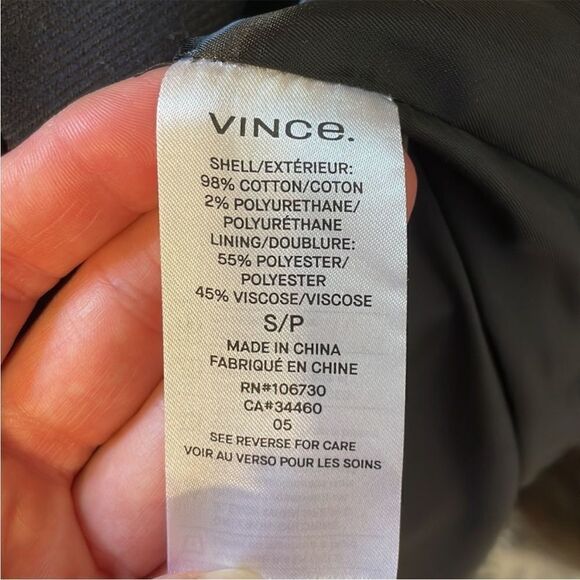 VINCe.
SHELL/EXTÉRIEUR:
98% COTTON/COTON
2% POLYURETHANE/
POLYURÉTHANE
LINING/DOUBLURE:
55% POLYESTER/
POLYESTER
45% VISCOSE/VISCOSE
S/P
MADE IN CHINA
FABRIQUÉ EN CHINE
RN#106730
CA#34460
05
SEE REVERSE FOR CARE
VOIR AU VERSO POUR LES SOINS